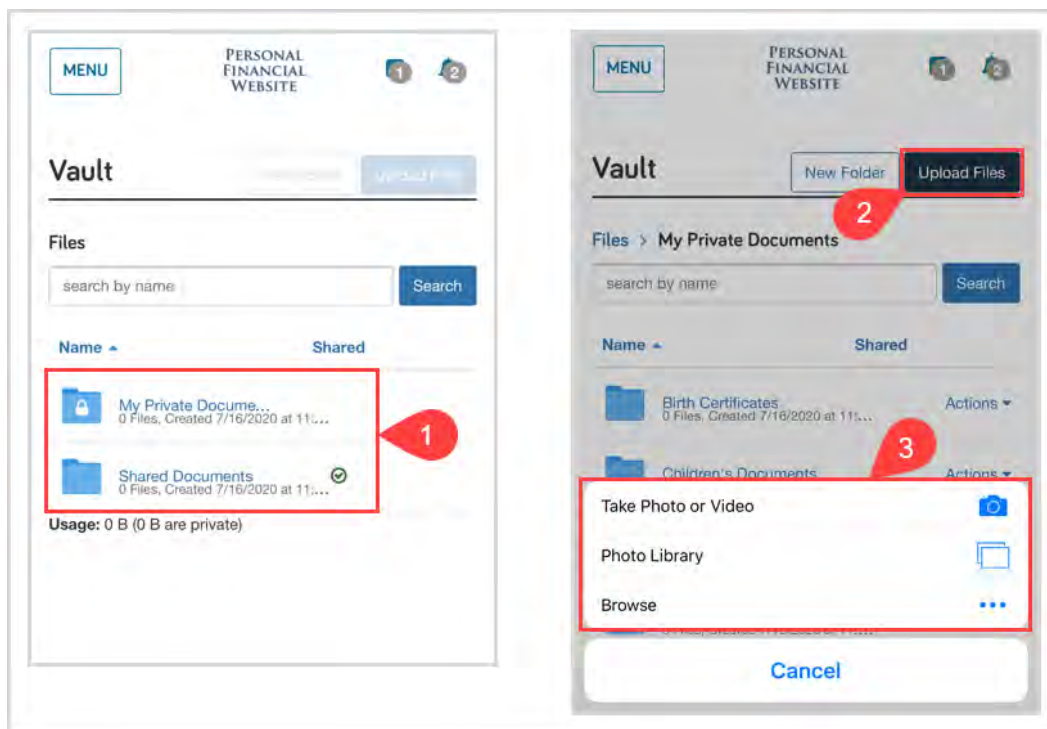 MENU
PERSONAL
FINANCIAL
WEBSITE
1
2
Vault
Files
search by name
Search
Name
Shared
My Private Docume...
0 Files, Created 7/16/2020 at 11:...
Shared Documents
0 Files, Created 7/16/2020 at 11:...
1
Usage: 0 B (0 B are private)
MENU
PERSONAL
FINANCIAL
WEBSITE
1
2
Vault
New Folder
Upload Files
2
Files > My Private Documents
search by name
Search
Name
Shared
Birth Certificates
Actions
0 Files, Created 7/16/2020 at 11:...
3
Children's Documents
Actions
Take Photo or Video
Photo Library
Browse
Cancel